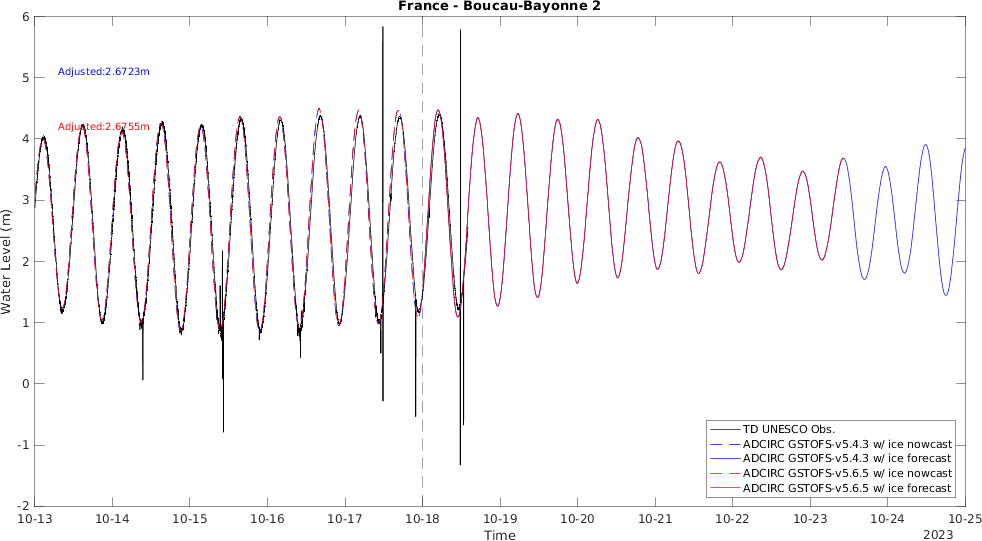 France - Boucau-Bayonne 2
6
5
4
3
2
1
0
-1
-2
Water Level (m)
Adjusted:2.6723m
Adjusted:2.6755m
TD UNESCO Obs.
ADCIRC GSTOFS-v5.4.3 w/ ice nowcast
ADCIRC GSTOFS-v5.4.3 w/ ice forecast
ADCIRC GSTOFS-v5.6.5 w/ ice nowcast
ADCIRC GSTOFS-v5.6.5 w/ ice forecast
10-13 10-14 10-15 10-16 10-17 10-18 10-19 10-20 10-21 10-22 10-23 10-24 10-25
Time
2023